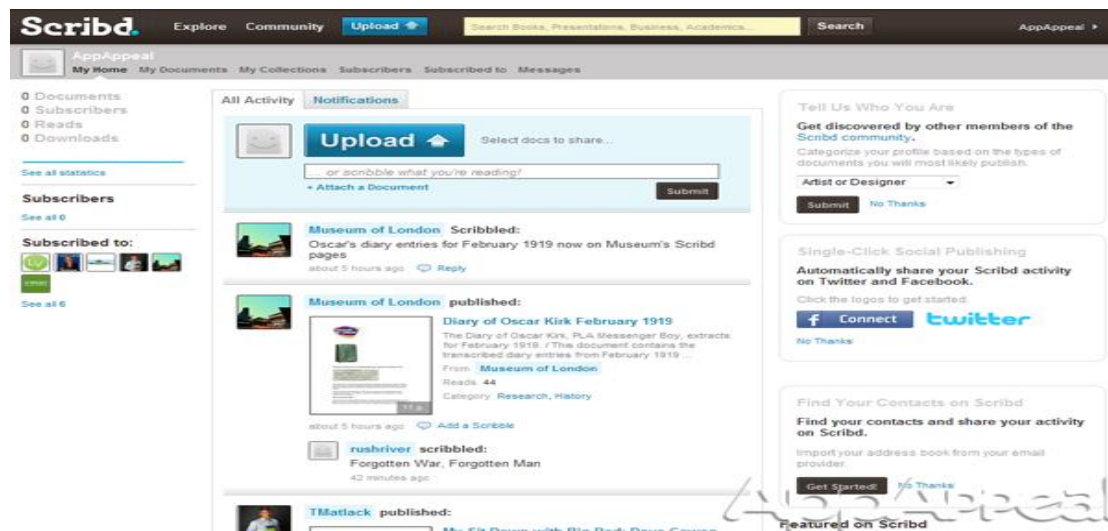 Scribd.
Explore Community Upload Search Books, Presentations, Business, Academics... Search AppAppeal
AppAppeal
My Home My Documents My Collections Subscribers Subscribed to Messages
0 Documents
0 Subscribers
0 Reads
0 Downloads
See all statistics
Subscribers
See all 0
Subscribed to:
See all 6
All Activity Notifications
Upload Select docs to share...
or scribble what you're reading!
+ Attach a Document Submit
Museum of London Scribbled:
Oscar's diary entries for February 1919 now on Museum's Scribd
pages
about 5 hours ago Reply
Museum of London published:
Diary of Oscar Kirk February 1919
The Diary of Oscar Kirk, PLA Messenger Boy, extracts
for February 1919. / This document contains the
transcribed diary entries from February 1919 ...
From Museum of London
Reads 44
Category Research, History
11 p.
about 5 hours ago Add a Scribble
rushriver scribbled:
Forgotten War, Forgotten Man
42 minutes ago
TMatlack published:
Tell Us Who You Are
Get discovered by other members of the
Scribd community.
Categorize your profile based on the types of
documents you will most likely publish.
Artist or Designer
Submit No Thanks
Single-Click Social Publishing
Automatically share your Scribd activity
on Twitter and Facebook.
Click the logos to get started
f Connect twitter
No Thanks
Find Your Contacts on Scribd
Find your contacts and share your activity
on Scribd.
Import your address book from your email
provider.
Get Started! No Thanks
AppAppeal
Featured on Scribd